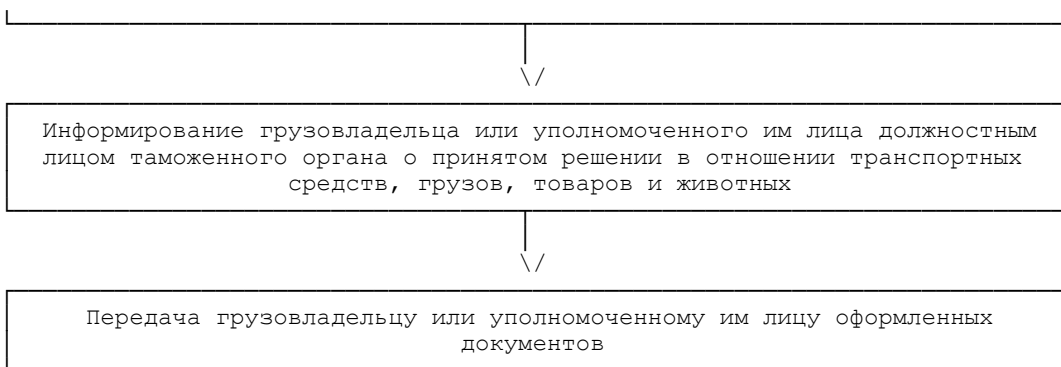 Информирование грузовладельца или уполномоченного им лица должностным
лицом таможенного органа о принятом решении в отношении транспортных
средств, грузов, товаров и животных
Передача грузовладельцу или уполномоченному им лицу оформленных
документов